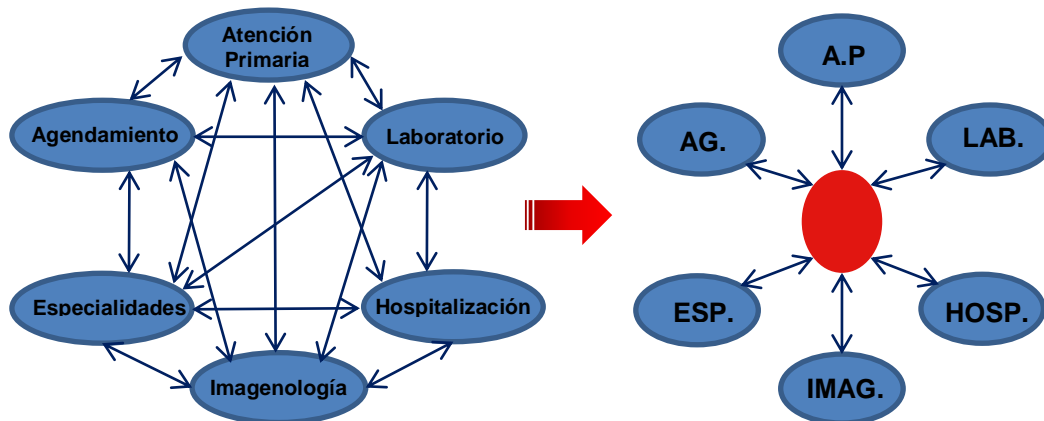 Atención
Primaria
Agendamiento
Laboratorio
Especialidades
Hospitalización
Imagenología
A.P
AG.
LAB.
ESP.
HOSP.
IMAG.